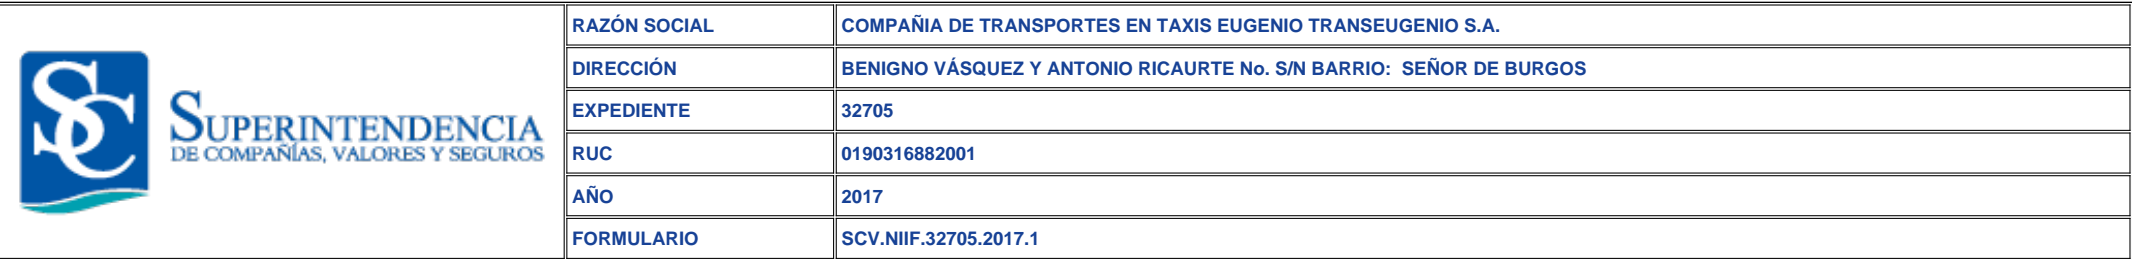 SC
SUPERINTENDENCIA
DE COMPAÑÍAS, VALORES Y SEGUROS
RAZÓN SOCIAL COMPAÑIA DE TRANSPORTES EN TAXIS EUGENIO TRANSEUGENIO S.A.
DIRECCIÓN BENIGNO VÁSQUEZ Y ANTONIO RICAURTE No. S/N BARRIO: SEÑOR DE BURGOS
EXPEDIENTE 32705
RUC 0190316882001
AÑO 2017
FORMULARIO SCV.NIIF.32705.2017.1